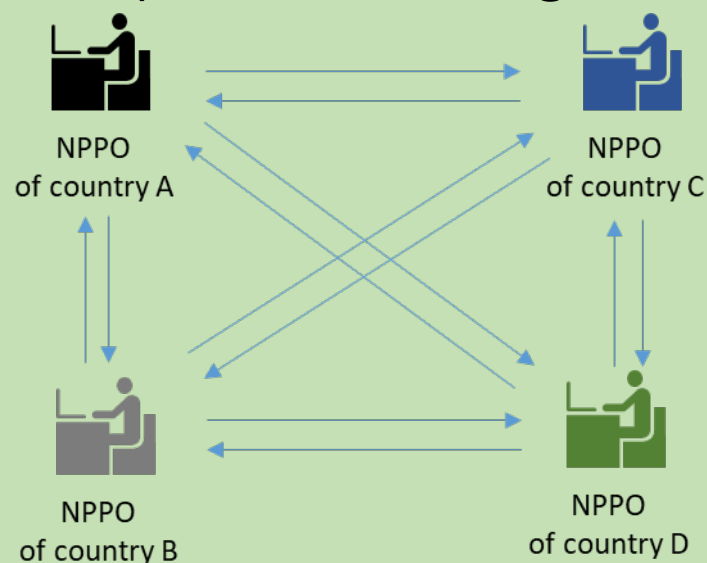 NPPO
of country A
NPPO
of country C
NPPO
of country B
NPPO
of country D